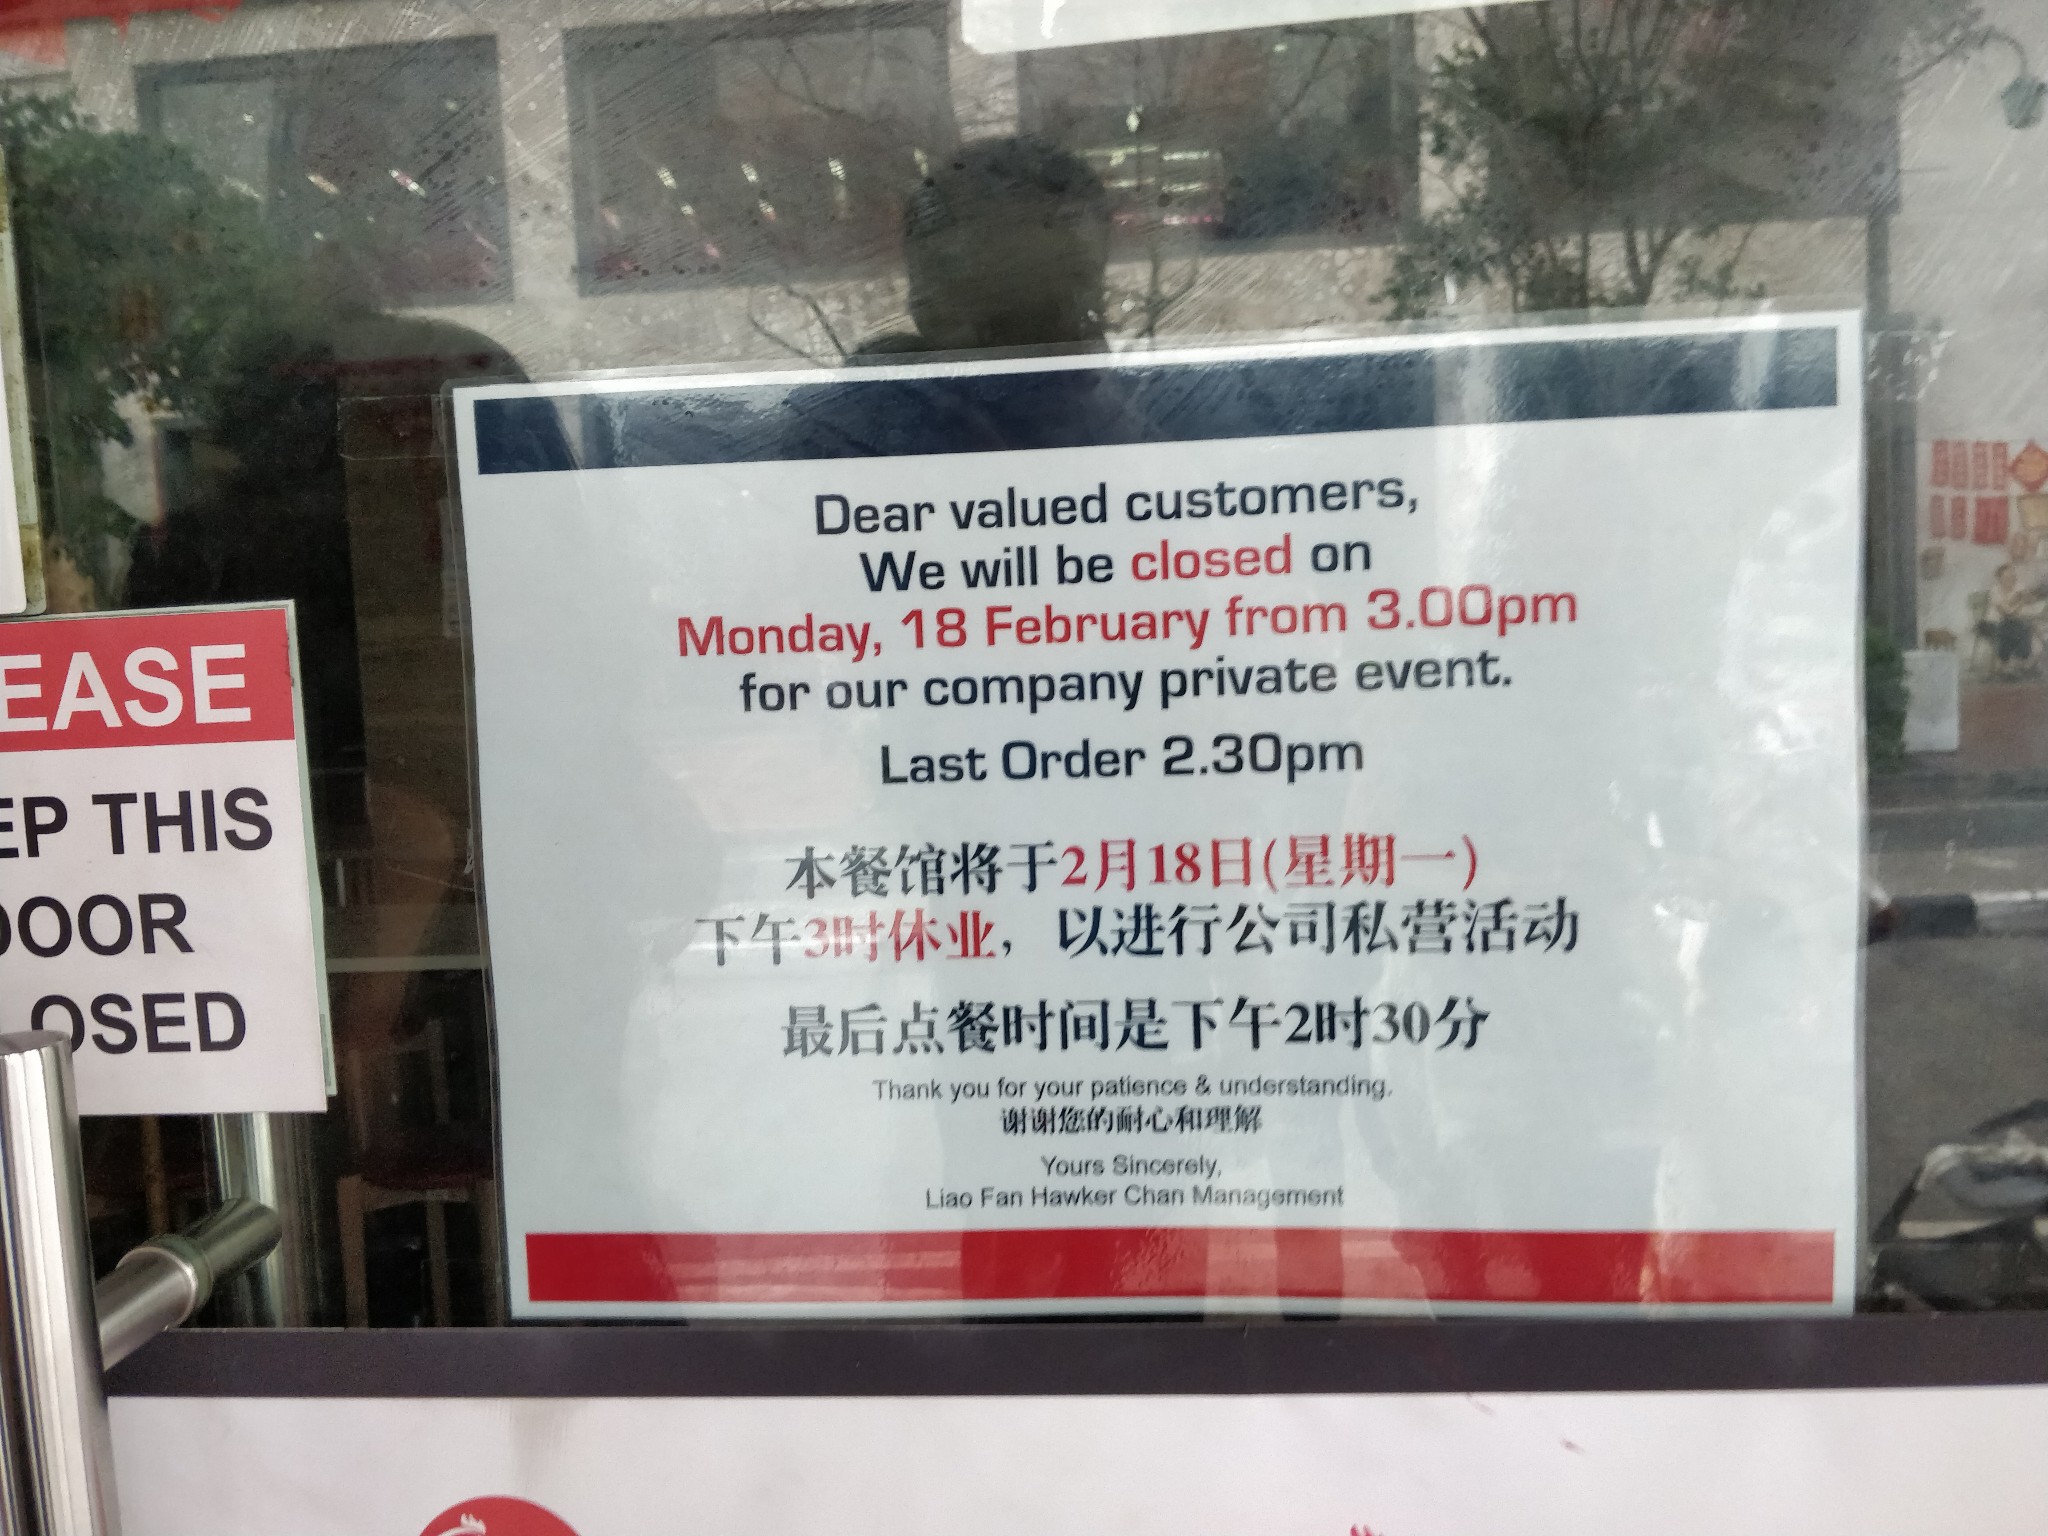 EASE
EP THIS
DOOR
OSED
Dear valued customers,
We will be closed on
Monday, 18 February from 3.00pm
for our company private event.
Last Order 2.30pm
本餐馆将于2月18日(星期一)
下午3时休业，以进行公司私营活动
最后点餐时间是下午2时30分
Thank you for your patience & understanding.
谢谢您的耐心和理解
Yours Sincerely,
Liao Fan Hawker Chan Management